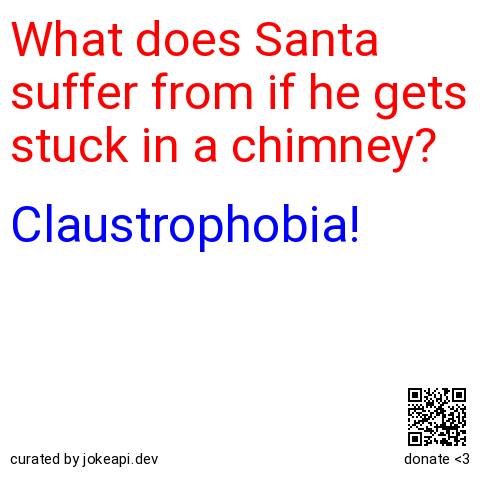 What does Santa
suffer from if he gets
stuck in a chimney?
Claustrophobia!
curated by jokeapi.dev
donate <3